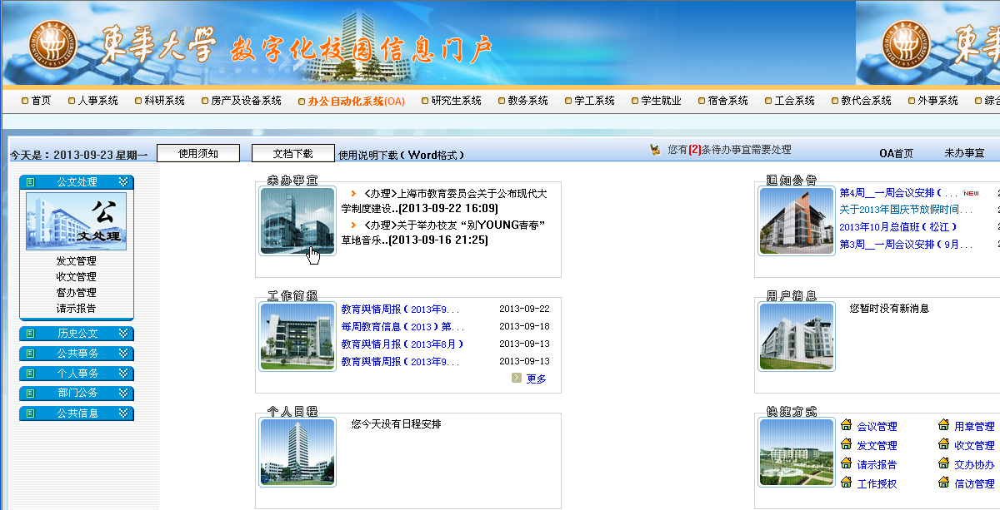 東華大学 数字化校园信息门户
東華
首页 人事系统 科研系统 房产及设备系统 办公自动化系统(OA) 研究生系统 教务系统 学工系统 学生就业 宿舍系统 工会系统 教代会系统 外事系统 综合
今天是：2013-09-23 星期一 使用须知 文档下载 使用说明下载(Word格式) 您有(2)条待办事宜需要处理 OA首页 未办事宜
公文处理
公
文处理
发文管理
收文管理
督办管理
请示报告
历史公文
公共事务
个人事务
部门公务
公共信息
未办事宜
<办理>上海市教育委员会关于公布现代大
学制度建设..(2013-09-22 16:09)
<办理>关于举办校友“别YOUNG青春”
草地音乐..(2013-09-16 21:25)
通知公告
第4周__一周会议安排(... NEW
关于2013年国庆节放假时间...
2013年10月总值班(松江)
第3周__一周会议安排(9月...
工作简报
教育舆情周报(2013年9... 2013-09-22
每周教育信息(2013)第... 2013-09-18
教育舆情月报(2013年8月) 2013-09-13
教育舆情周报(2013年9... 2013-09-13
更多
用户消息
您暂时没有新消息
个人日程
您今天没有日程安排
快捷方式
会议管理 用章管理
发文管理 收文管理
请示报告 交办协办
工作授权 信访管理